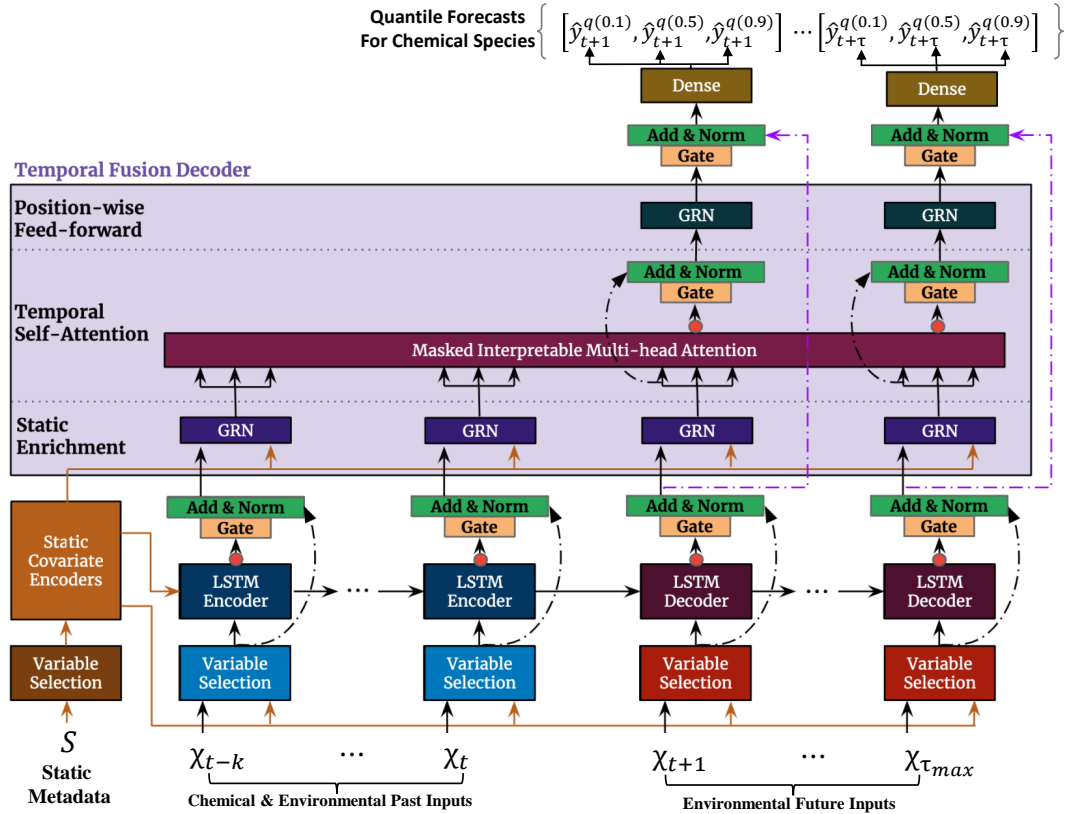 Quantile Forecasts
For Chemical Species
{ [ŷ_{t+1}^{q(0.1)}, ŷ_{t+1}^{q(0.5)}, ŷ_{t+1}^{q(0.9)}] ⋯ [ŷ_{t+τ}^{q(0.1)}, ŷ_{t+τ}^{q(0.5)}, ŷ_{t+τ}^{q(0.9)}] }
Dense Dense
Add & Norm Add & Norm
Gate Gate
Temporal Fusion Decoder
Position-wise
Feed-forward
GRN GRN
Add & Norm Add & Norm
Gate Gate
Temporal
Self-Attention
Masked Interpretable Multi-head Attention
Static
Enrichment
GRN GRN GRN GRN
Add & Norm Add & Norm Add & Norm Add & Norm
Gate Gate Gate Gate
Static
Covariate
Encoders
LSTM
Encoder
...
LSTM
Encoder
LSTM
Decoder
...
LSTM
Decoder
Variable
Selection
Variable
Selection
Variable
Selection
Variable
Selection
Variable
Selection
S
Static
Metadata
χ_{t−k} ... χ_t χ_{t+1} ... χ_{τ_{max}}
Chemical & Environmental Past Inputs
Environmental Future Inputs